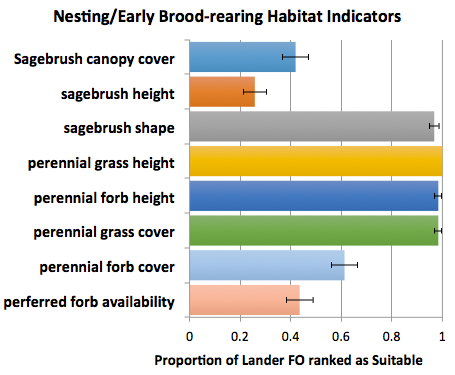 Nesting/Early Brood-rearing Habitat Indicators
Sagebrush canopy cover
sagebrush height
sagebrush shape
perennial grass height
perennial forb height
perennial grass cover
perennial forb cover
perferred forb availability
0 0.2 0.4 0.6 0.8 1
Proportion of Lander FO ranked as Suitable